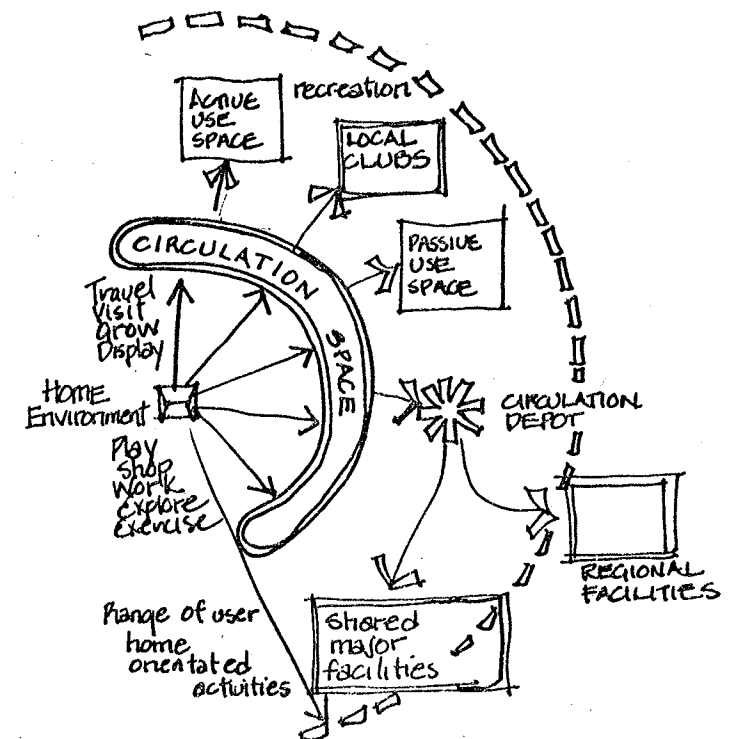 ACTIVE
USE
SPACE
recreation
LOCAL
CLUBS
CIRCULATION SPACE
PASSIVE
USE
SPACE
Travel
visit
grow
Display
HOME
Environment
Play
shop
work
explore
exercise
CIRCULATION
DEPOT
REGIONAL
FACILITIES
Range of user
home
orientated
activities
shared
major
facilities